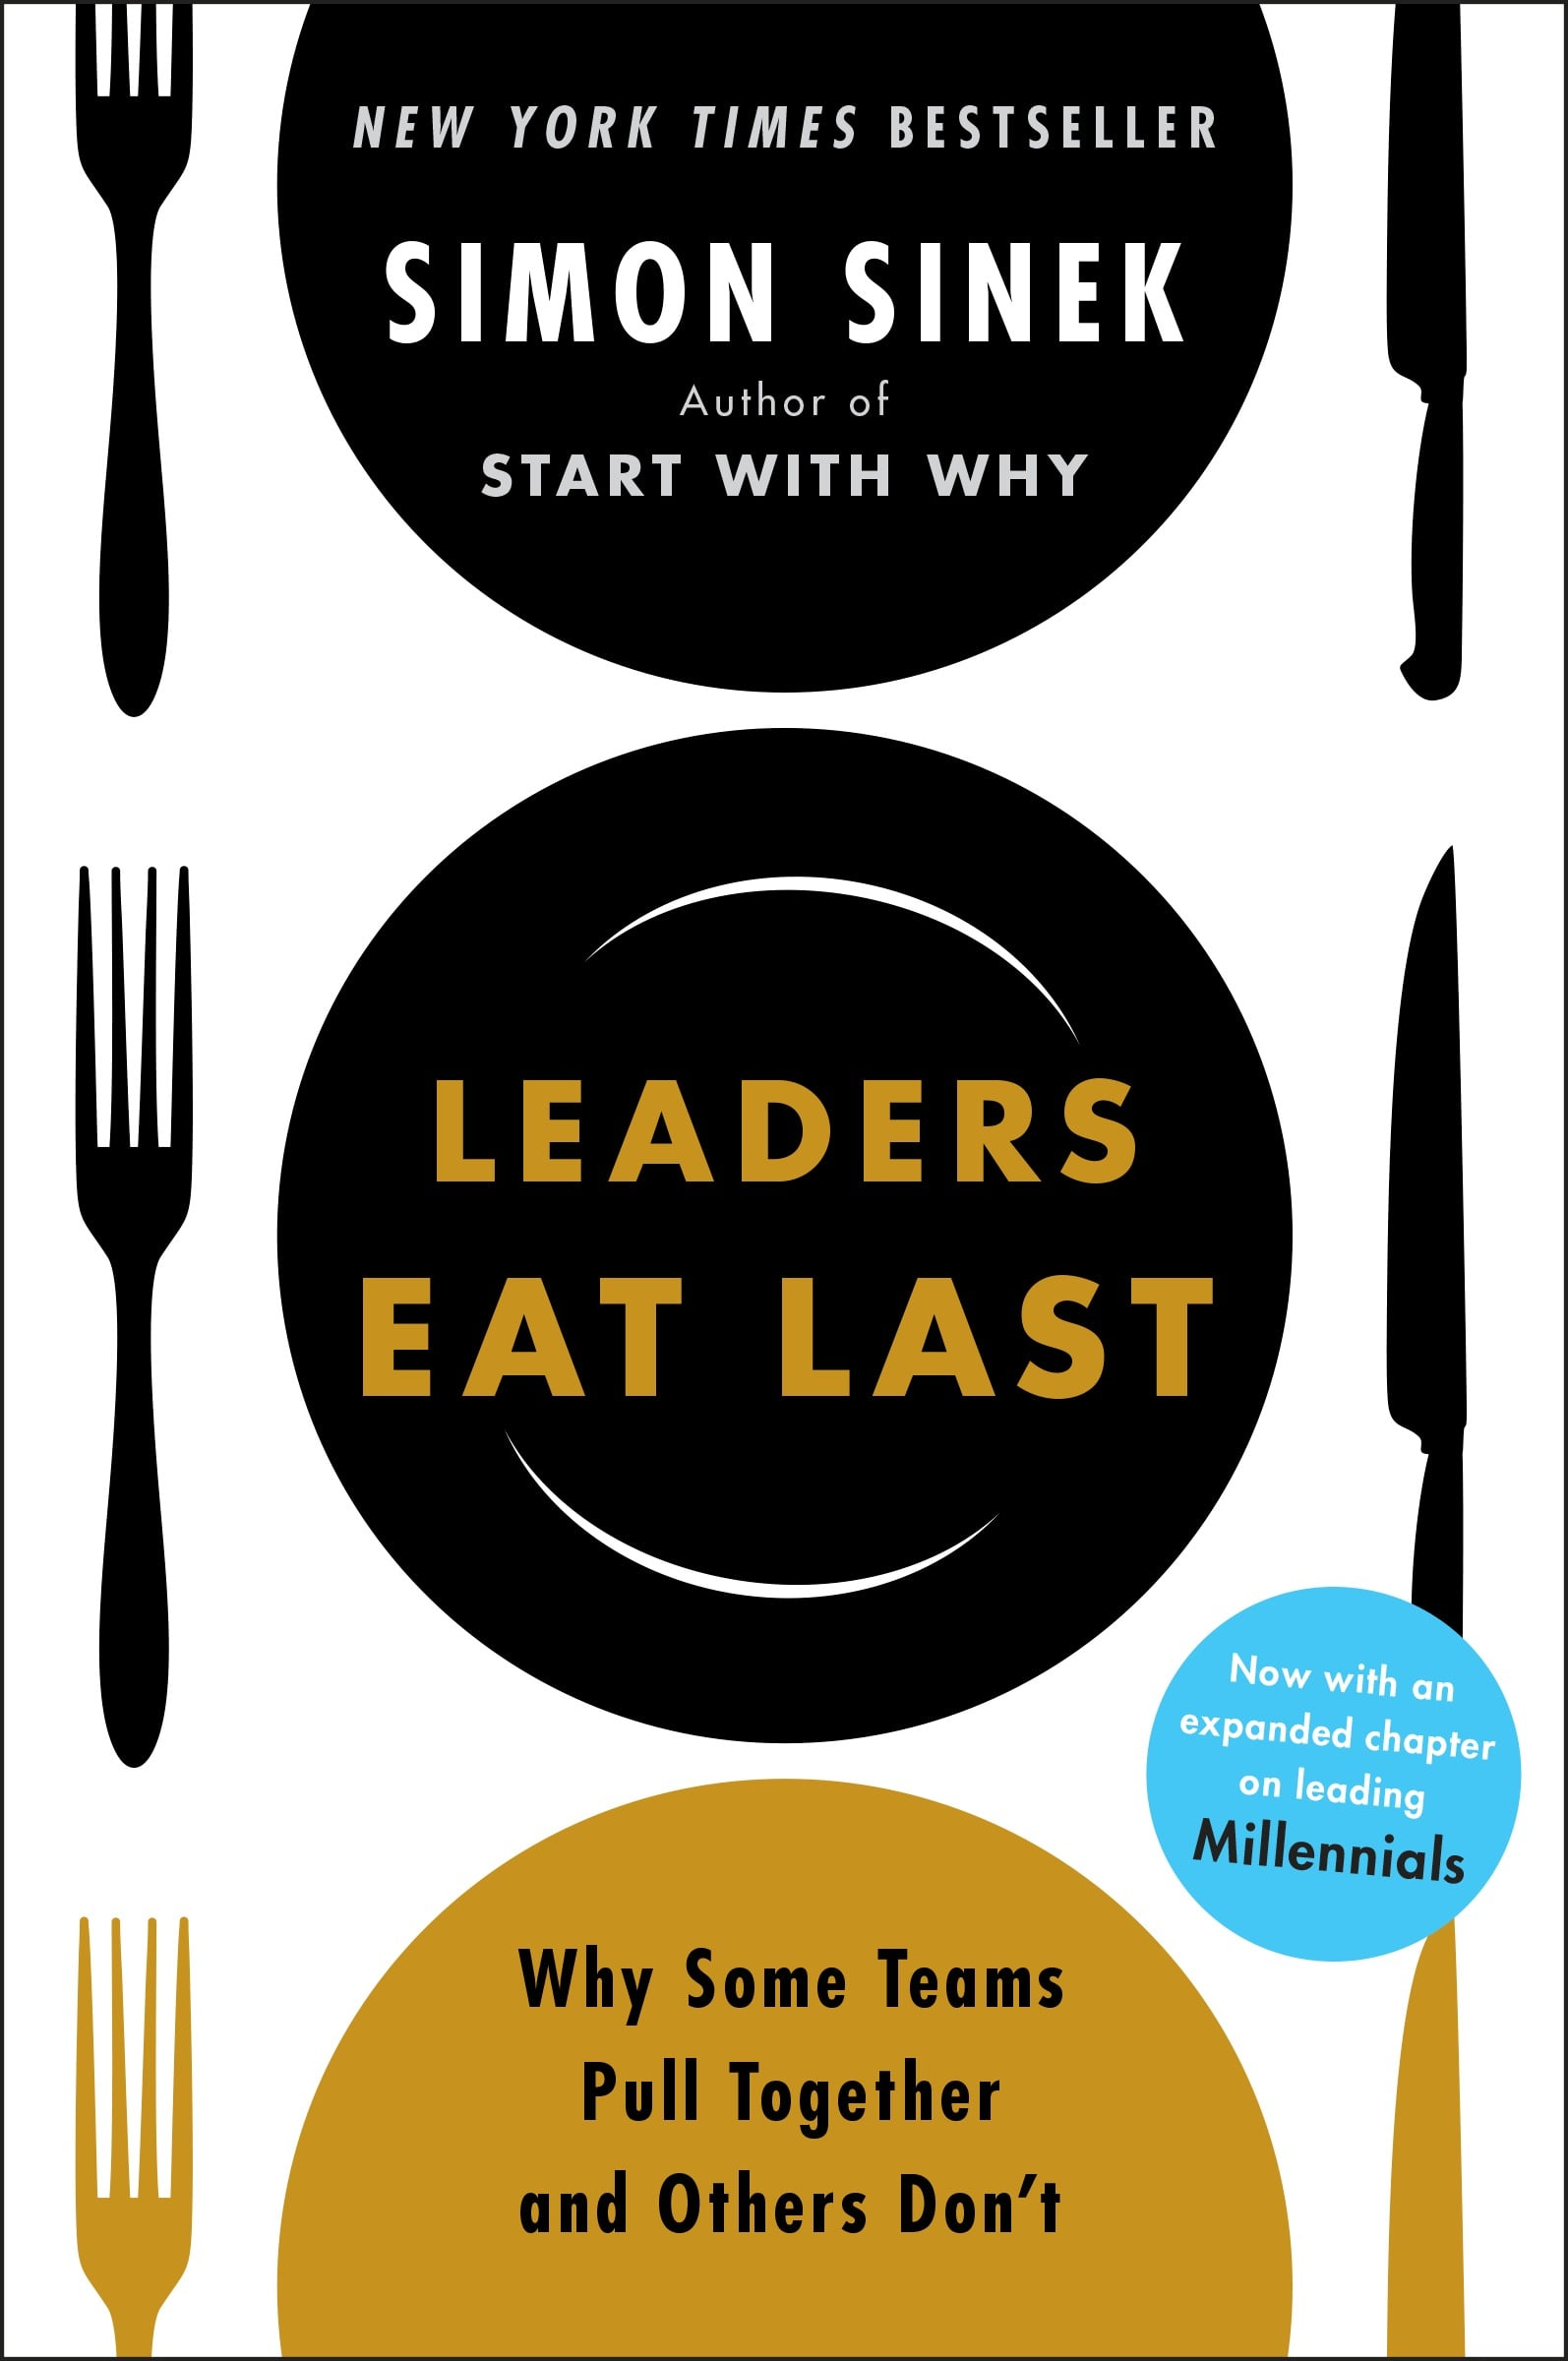 NEW YORK TIMES BESTSELLER
SIMON SINEK
Author of
START WITH WHY
LEADERS
EAT LAST
Now with an
expanded chapter
on leading
Millennials
Why Some Teams
Pull Together
and Others Don't